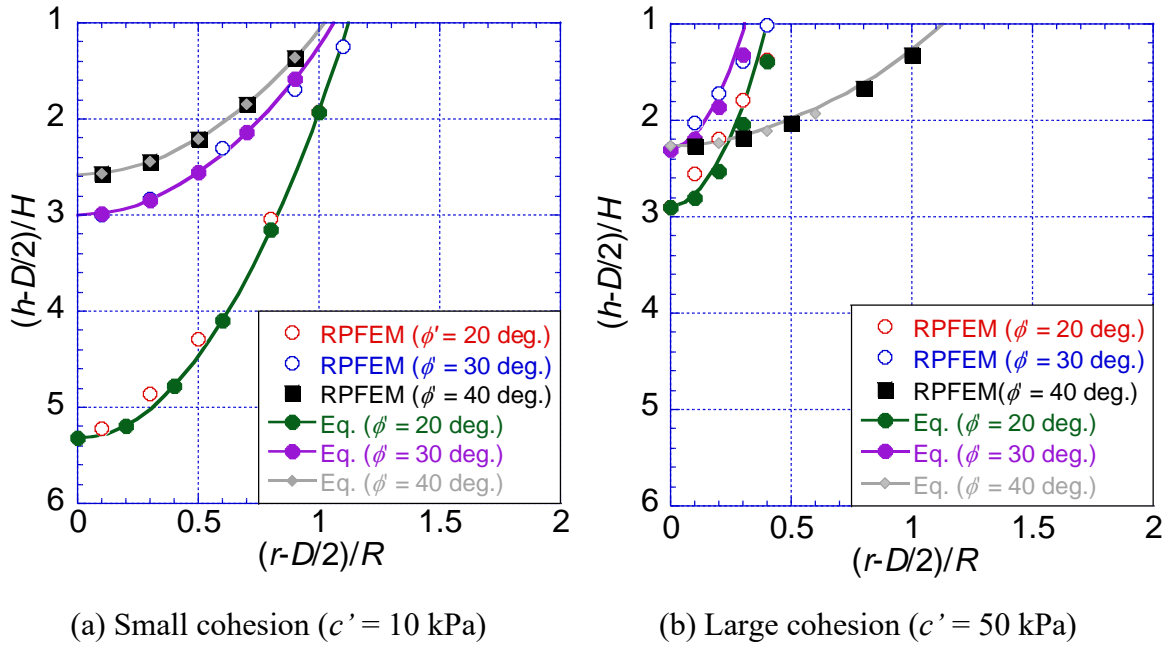 1
2
3
4
5
6
(h-D/2)/H
0 0.5 1 1.5 2
(r-D/2)/R
RPFEM (ϕ' = 20 deg.)
RPFEM (ϕ' = 30 deg.)
RPFEM (ϕ' = 40 deg.)
Eq. (ϕ' = 20 deg.)
Eq. (ϕ' = 30 deg.)
Eq. (ϕ' = 40 deg.)
(a) Small cohesion (c’ = 10 kPa)
1
2
3
4
5
6
(h-D/2)/H
0 0.5 1 1.5 2
(r-D/2)/R
RPFEM (ϕ' = 20 deg.)
RPFEM (ϕ' = 30 deg.)
RPFEM(ϕ' = 40 deg.)
Eq. (ϕ' = 20 deg.)
Eq. (ϕ' = 30 deg.)
Eq. (ϕ' = 40 deg.)
(b) Large cohesion (c’ = 50 kPa)